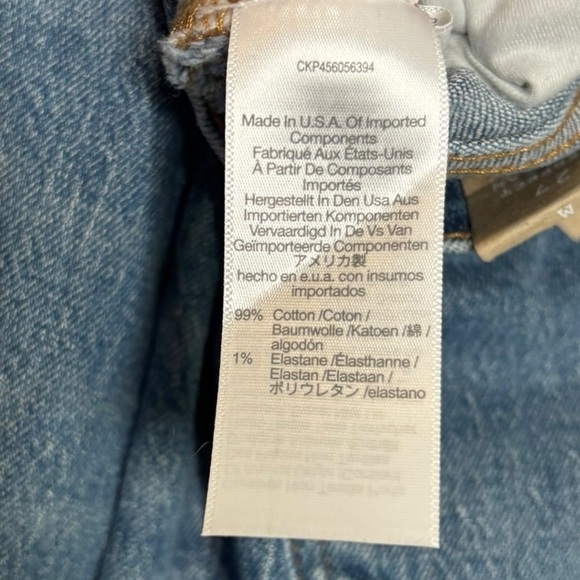 CKP456056394
Made In U.S.A. Of Imported
Components
Fabriqué Aux États-Unis
À Partir De Composants
Importés
Hergestellt In Den Usa Aus
Importierten Komponenten
Vervaardigd In De Vs Van
Geïmporteerde Componenten
アメリカ製
hecho en e.u.a. con insumos
importados
99% Cotton /Coton /
Baumwolle /Katoen /綿 /
algodón
1% Elastane /Élasthanne /
Elastan /Elastaan /
ポリウレタン /elastano
27
M